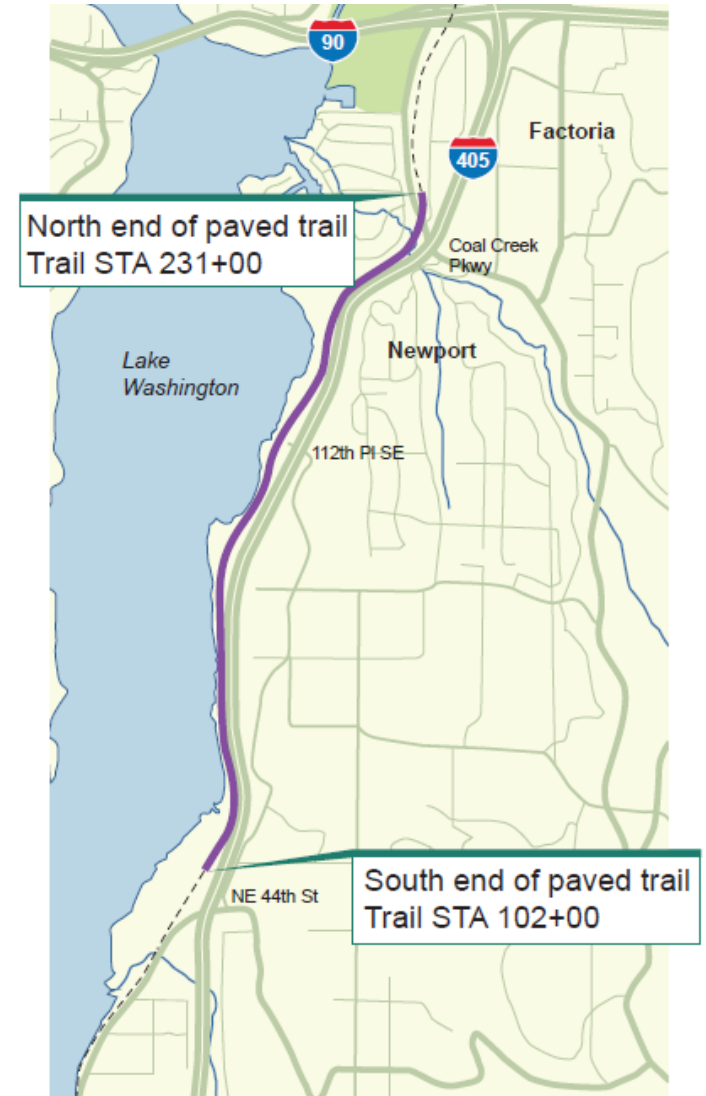 90
Factoria
405
North end of paved trail
Trail STA 231+00
Coal Creek
Pkwy
Newport
Lake
Washington
112th Pl SE
South end of paved trail
Trail STA 102+00
NE 44th St